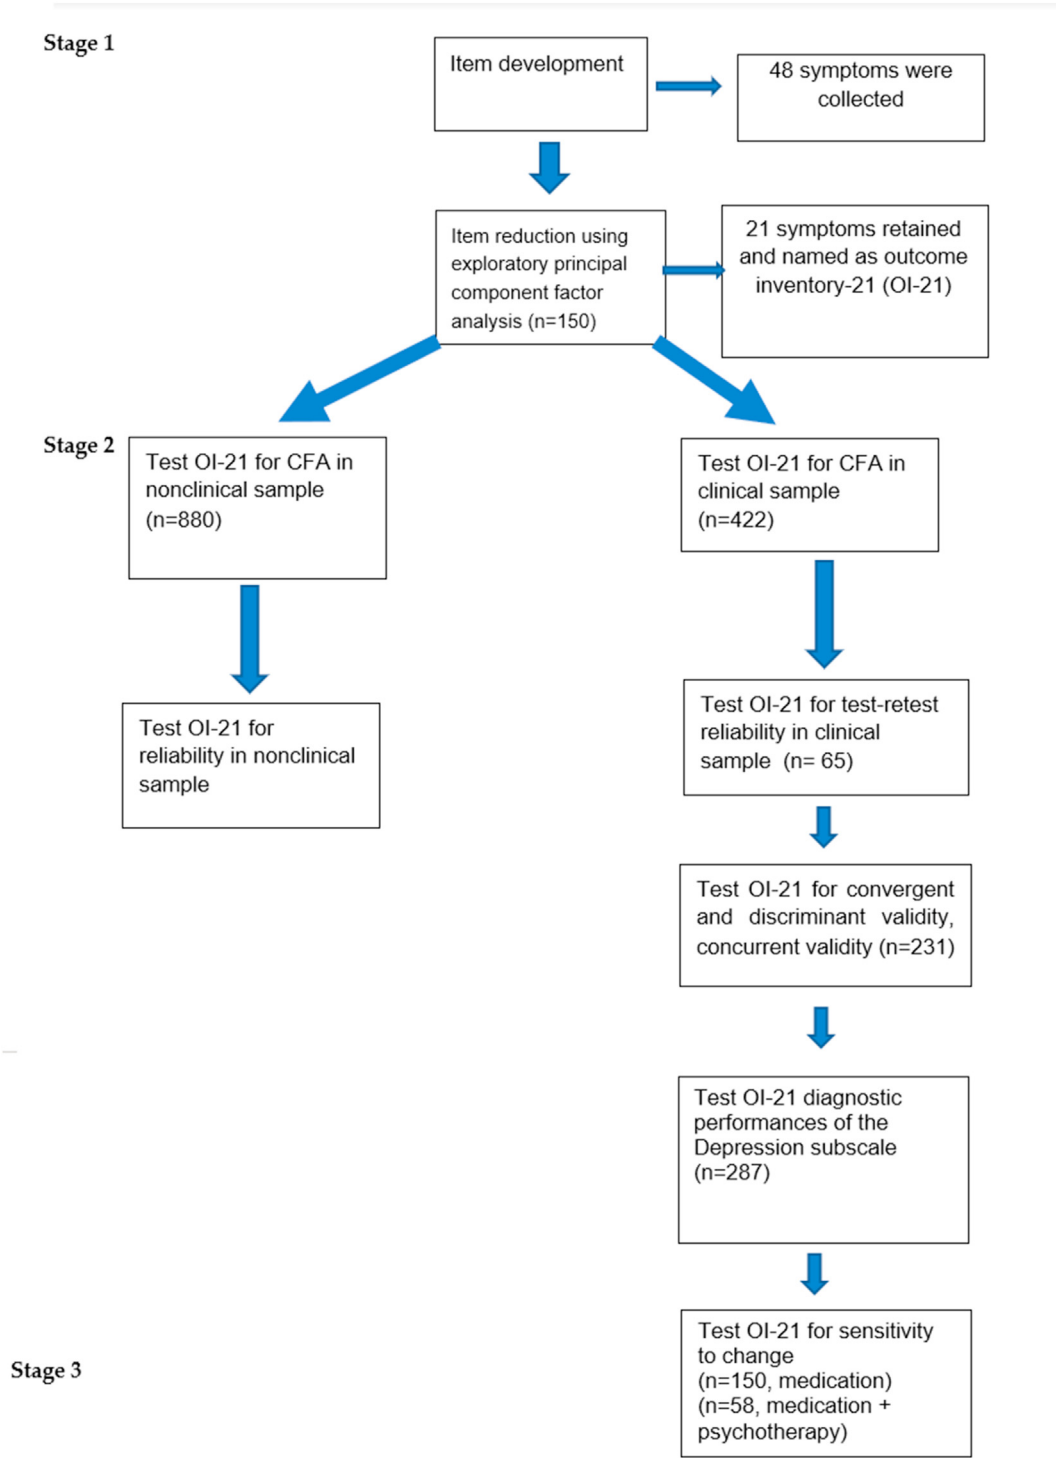 Stage 1
Item development
48 symptoms were
collected
Item reduction using
exploratory principal
component factor
analysis (n=150)
21 symptoms retained
and named as outcome
inventory-21 (OI-21)
Stage 2
Test OI-21 for CFA in
nonclinical sample
(n=880)
Test OI-21 for CFA in
clinical sample
(n=422)
Test OI-21 for
reliability in nonclinical
sample
Test OI-21 for test-retest
reliability in clinical
sample (n= 65)
Test OI-21 for convergent
and discriminant validity,
concurrent validity (n=231)
Test OI-21 diagnostic
performances of the
Depression subscale
(n=287)
Stage 3
Test OI-21 for sensitivity
to change
(n=150, medication)
(n=58, medication +
psychotherapy)